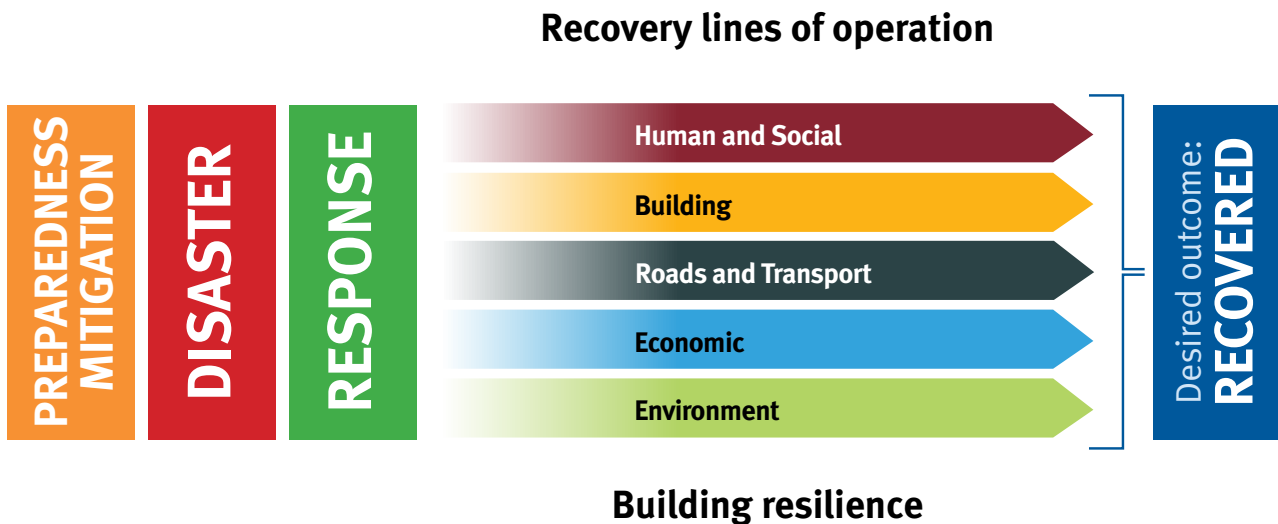 Recovery lines of operation
PREPAREDNESS
MITIGATION
DISASTER
RESPONSE
Human and Social
Building
Roads and Transport
Economic
Environment
Desired outcome:
RECOVERED
Building resilience